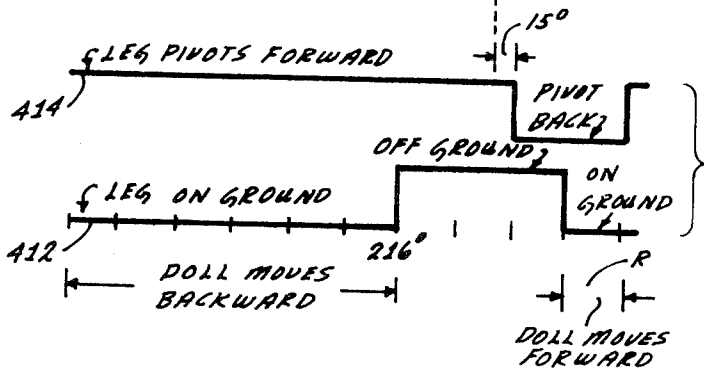 15°
LEG PIVOTS FORWARD
414
PIVOT
BACK
OFF GROUND
ON
GROUND
LEG ON GROUND
412
216°
R
DOLL MOVES
BACKWARD
DOLL MOVES
FORWARD